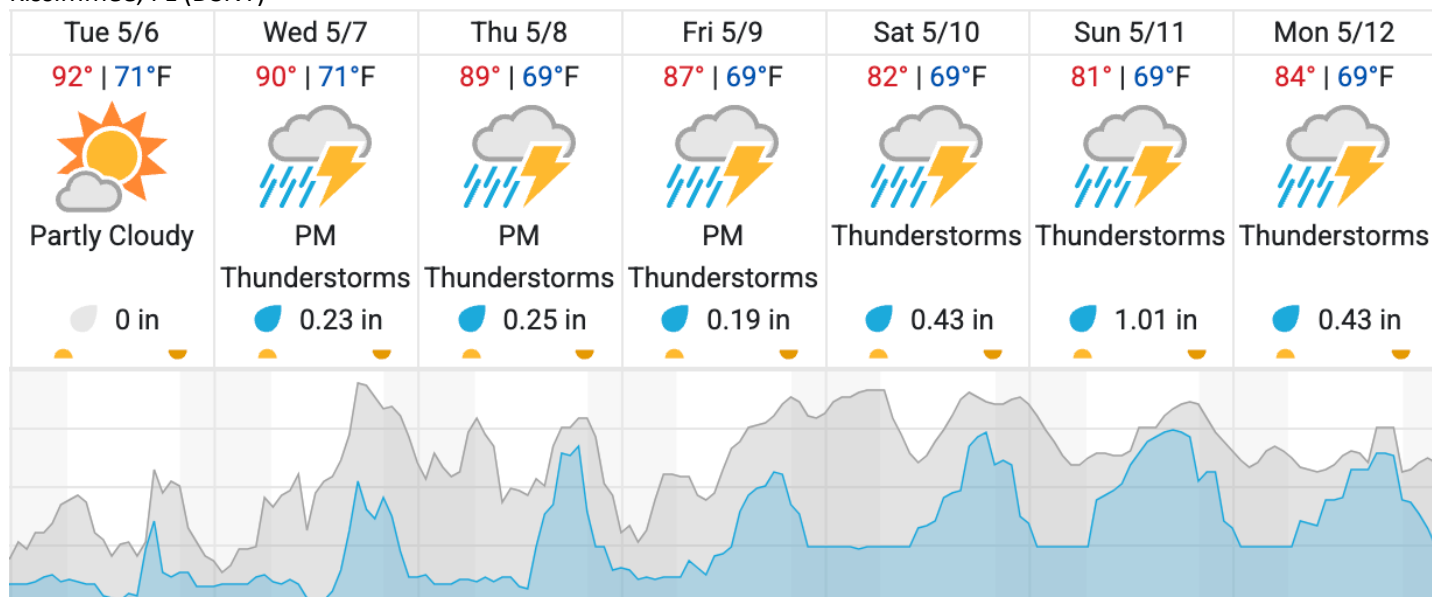 Tue 5/6 Wed 5/7 Thu 5/8 Fri 5/9 Sat 5/10 Sun 5/11 Mon 5/12
92° | 71°F 90° | 71°F 89° | 69°F 87° | 69°F 82° | 69°F 81° | 69°F 84° | 69°F
Partly Cloudy PM PM PM Thunderstorms Thunderstorms Thunderstorms
Thunderstorms Thunderstorms Thunderstorms
0 in 0.23 in 0.25 in 0.19 in 0.43 in 1.01 in 0.43 in